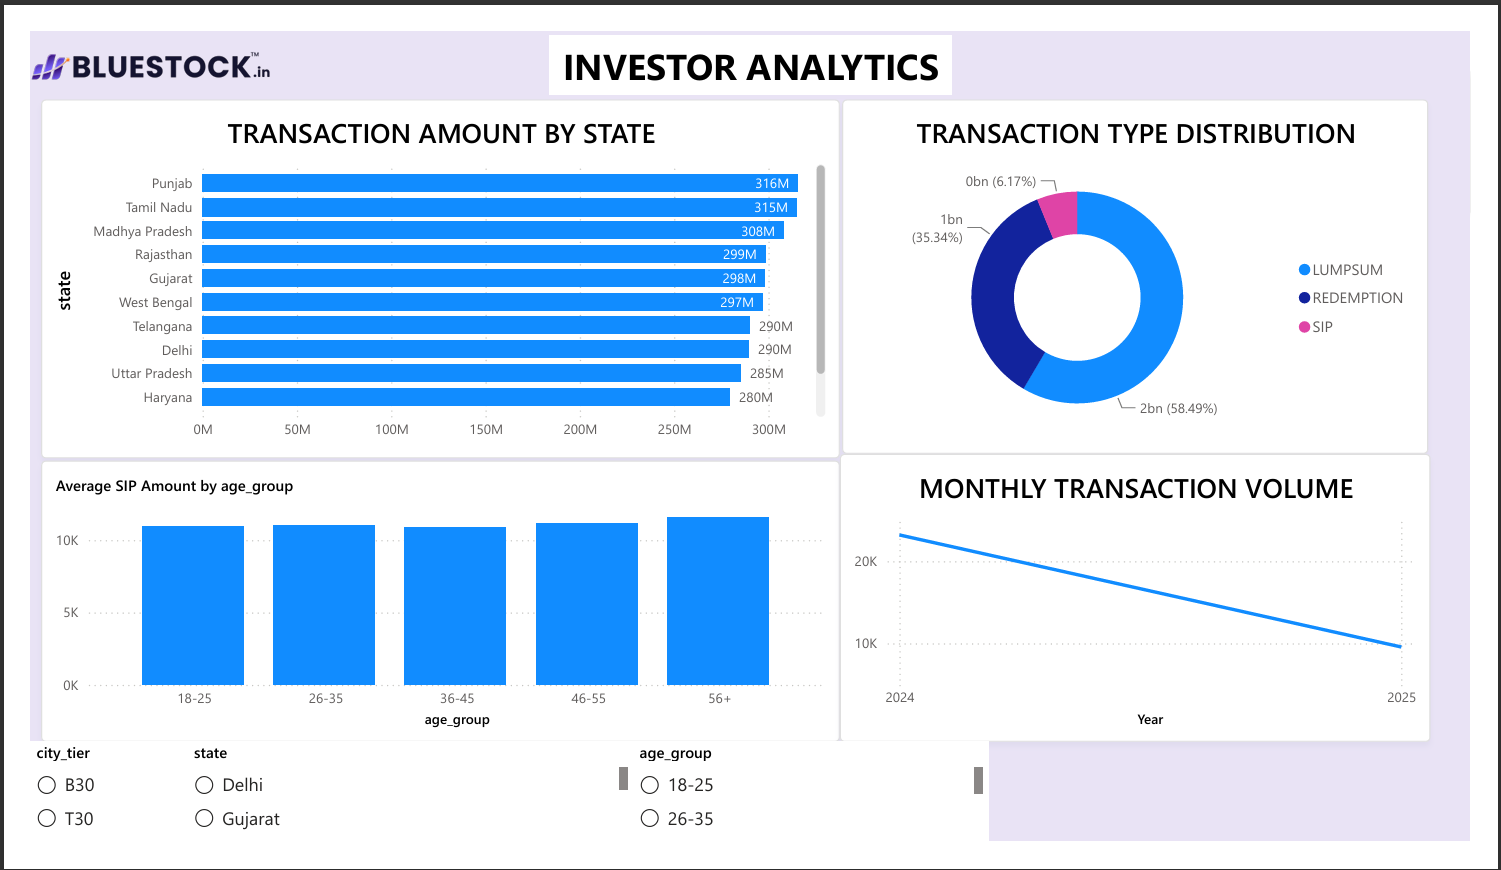 BLUESTOCK.in
™
INVESTOR ANALYTICS
TRANSACTION AMOUNT BY STATE
state
Punjab 316M
Tamil Nadu 315M
Madhya Pradesh 308M
Rajasthan 299M
Gujarat 298M
West Bengal 297M
Telangana 290M
Delhi 290M
Uttar Pradesh 285M
Haryana 280M
0M 50M 100M 150M 200M 250M 300M
TRANSACTION TYPE DISTRIBUTION
0bn (6.17%)
1bn
(35.34%)
2bn (58.49%)
LUMPSUM
REDEMPTION
SIP
Average SIP Amount by age_group
10K
5K
0K
18-25 26-35 36-45 46-55 56+
age_group
MONTHLY TRANSACTION VOLUME
20K
10K
2024 2025
Year
city_tier
B30
T30
state
Delhi
Gujarat
age_group
18-25
26-35